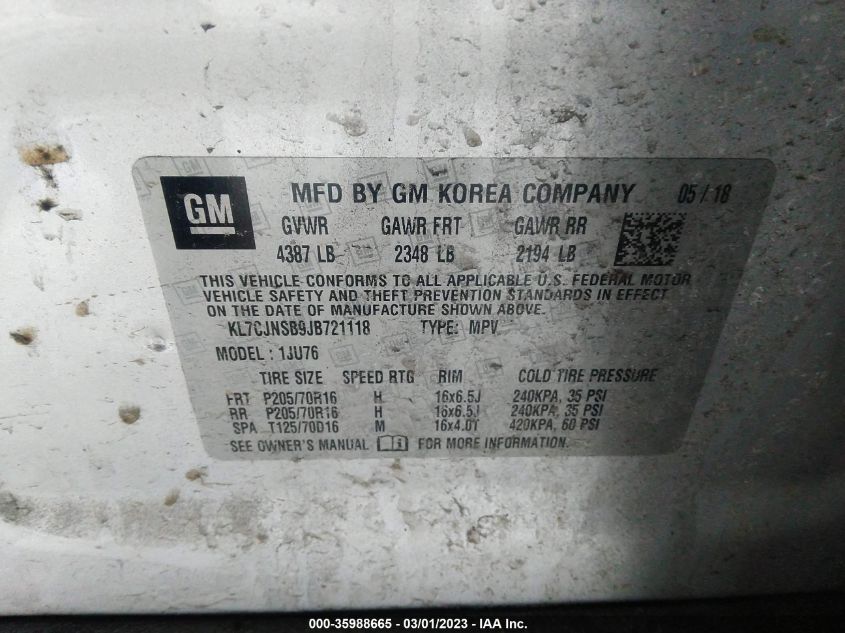 GM MFD BY GM KOREA COMPANY 05/18
GVWR GAWR FRT GAWR RR
4387 LB 2348 LB 2194 LB
THIS VEHICLE CONFORMS TO ALL APPLICABLE U.S. FEDERAL MOTOR
VEHICLE SAFETY AND THEFT PREVENTION STANDARDS IN EFFECT
ON THE DATE OF MANUFACTURE SHOWN ABOVE.
KL7CJNSB9JB721118 TYPE: MPV
MODEL : 1JU76
TIRE SIZE SPEED RTG RIM COLD TIRE PRESSURE
FRT P205/70R16 H 16x6.5J 240KPA, 35 PSI
RR P205/70R16 H 16x6.5J 240KPA, 35 PSI
SPA T125/70D16 M 16x4.0T 420KPA, 60 PSI
SEE OWNER'S MANUAL FOR MORE INFORMATION.
000-35988665 - 03/01/2023 - IAA Inc.